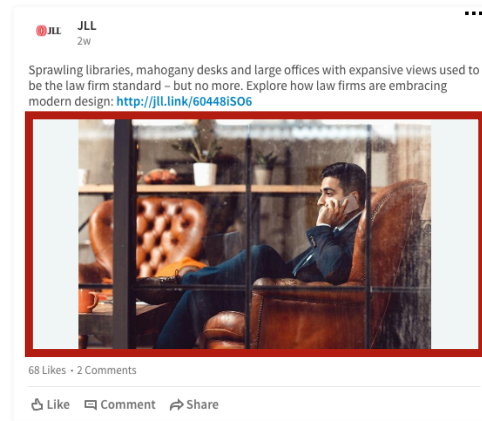 JLL
JLL
2w
Sprawling libraries, mahogany desks and large offices with expansive views used to
be the law firm standard – but no more. Explore how law firms are embracing
modern design: http://jll.link/60448iSO6
68 Likes • 2 Comments
Like Comment Share